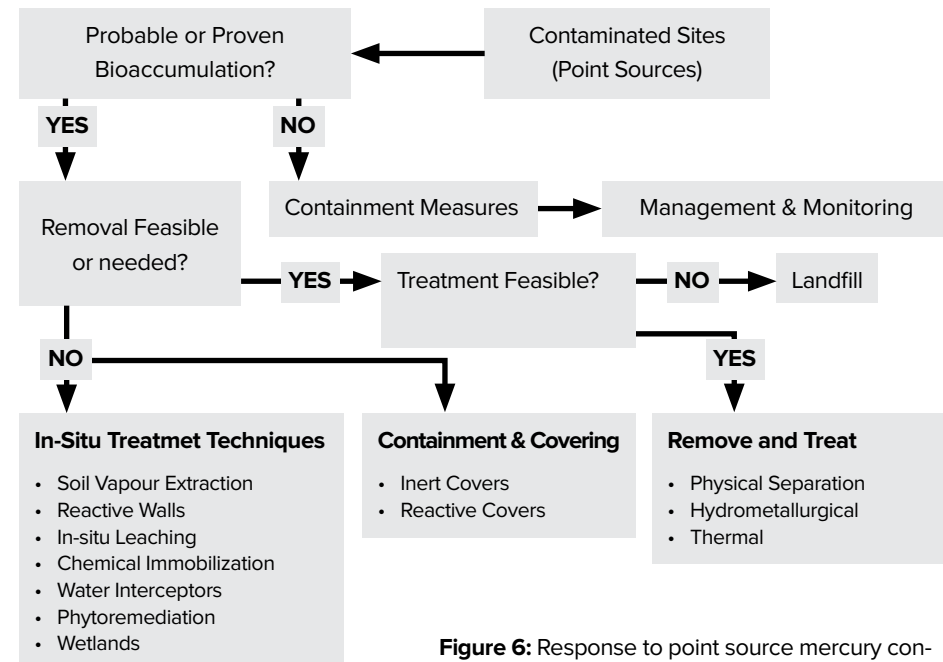 Probable or Proven
Bioaccumulation?
Contaminated Sites
(Point Sources)
YES
NO
Removal Feasible
or needed?
Containment Measures
Management & Monitoring
YES
Treatment Feasible?
NO
Landfill
NO
YES
In-Situ Treatmet Techniques
• Soil Vapour Extraction
• Reactive Walls
• In-situ Leaching
• Chemical Immobilization
• Water Interceptors
• Phytoremediation
• Wetlands
Containment & Covering
• Inert Covers
• Reactive Covers
Remove and Treat
• Physical Separation
• Hydrometallurgical
• Thermal
Figure 6: Response to point source mercury con-